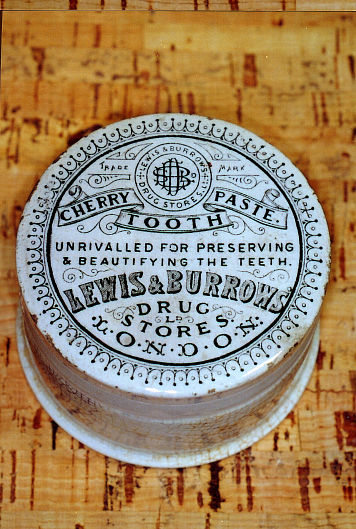 LEWIS & BURROWS
DRUG STORES
LD
TRADE MARK
CHERRY TOOTH PASTE.
UNRIVALLED FOR PRESERVING
& BEAUTIFYING THE TEETH.
LEWIS & BURROWS
DRUG
LD
STORES.
LONDON.